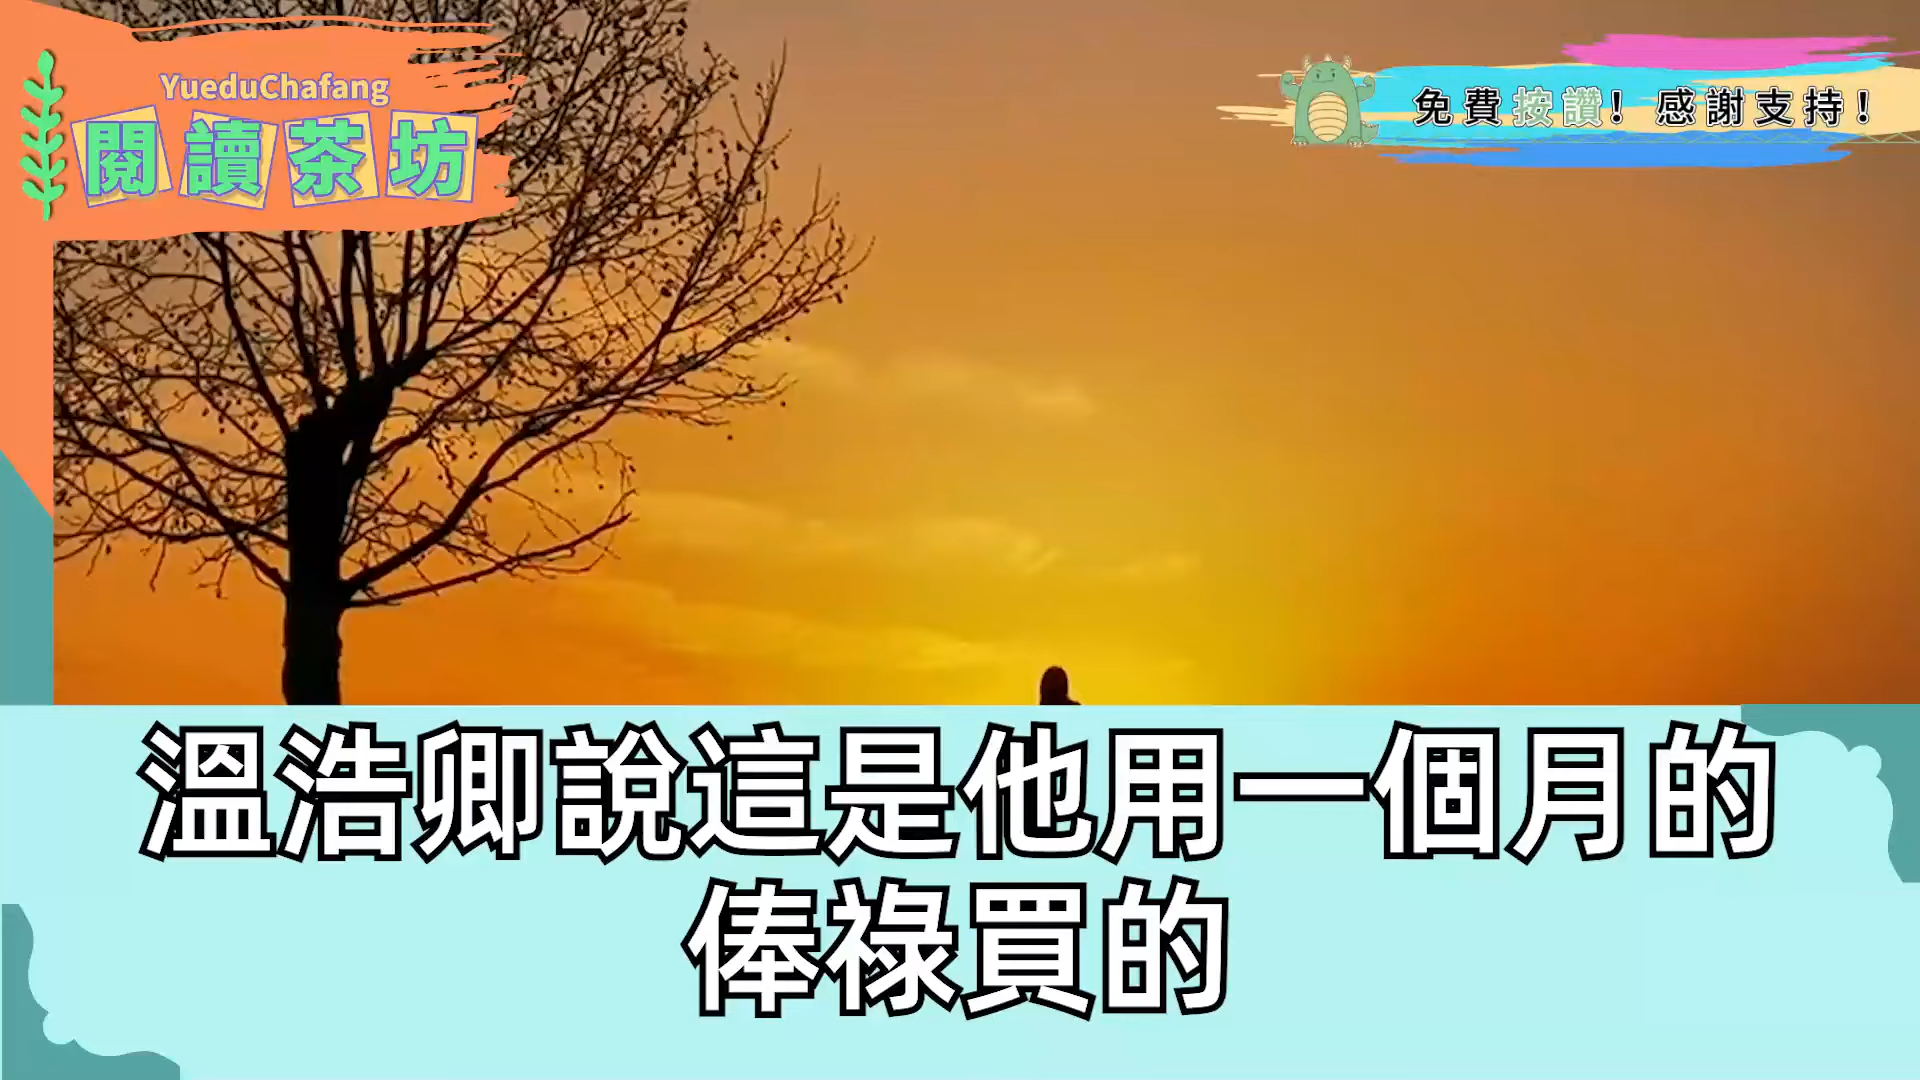 YueduChafang
閱讀茶坊
免費按讚！感謝支持！
溫浩卿說這是他用一個月的
俸祿買的